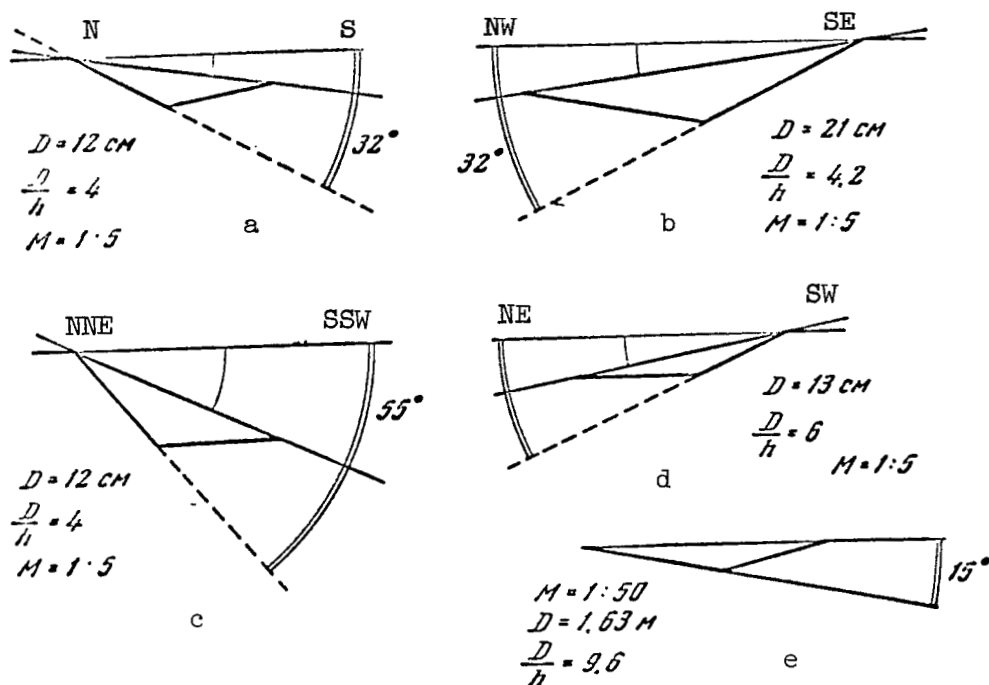 N S
32°
D = 12 см
D/h = 4
M = 1·5
a
NW SE
32°
D = 21 см
D/h = 4.2
M = 1:5
b
NNE SSW
55°
D = 12 см
D/h = 4
M = 1·5
c
NE SW
D = 13 см
D/h = 6
M = 1:5
d
15°
M = 1:50
D = 1,63 м
D/h = 9,6
e